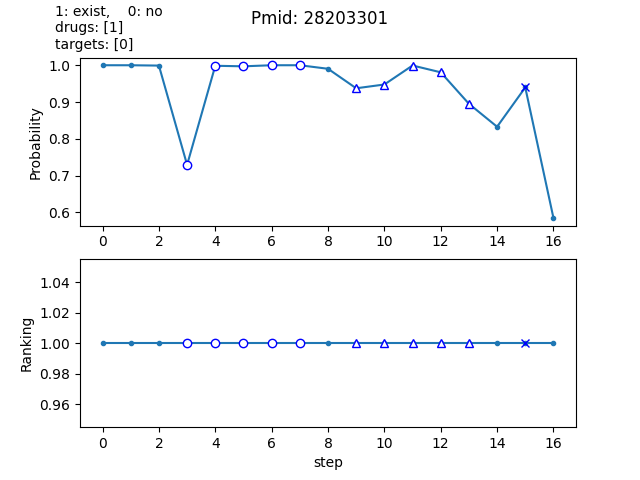 1: exist,    0: no
drugs: [1]
targets: [0]
Pmid: 28203301
1.0
0.9
0.8
0.7
0.6
Probability
0 2 4 6 8 10 12 14 16
1.04
1.02
1.00
0.98
0.96
Ranking
0 2 4 6 8 10 12 14 16
step